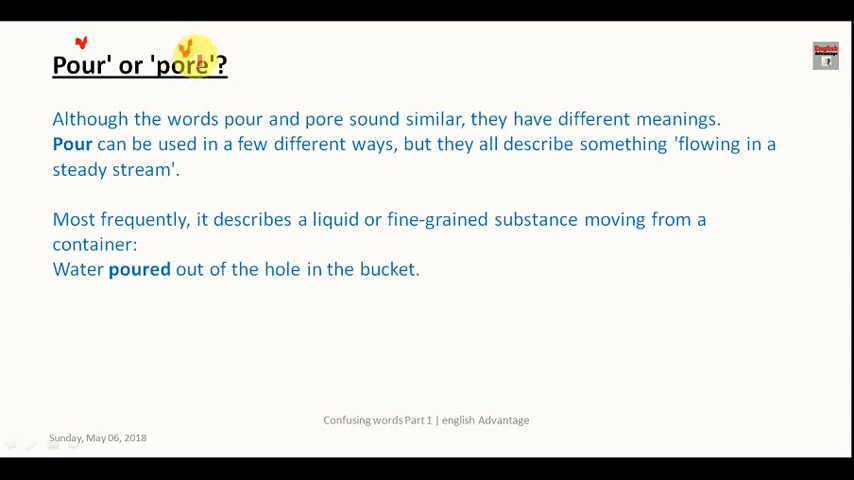 Pour' or 'pore'?
English
Advantage
Although the words pour and pore sound similar, they have different meanings.
Pour can be used in a few different ways, but they all describe something 'flowing in a
steady stream'.
Most frequently, it describes a liquid or fine-grained substance moving from a
container:
Water poured out of the hole in the bucket.
Confusing words Part 1 | english Advantage
Sunday, May 06, 2018